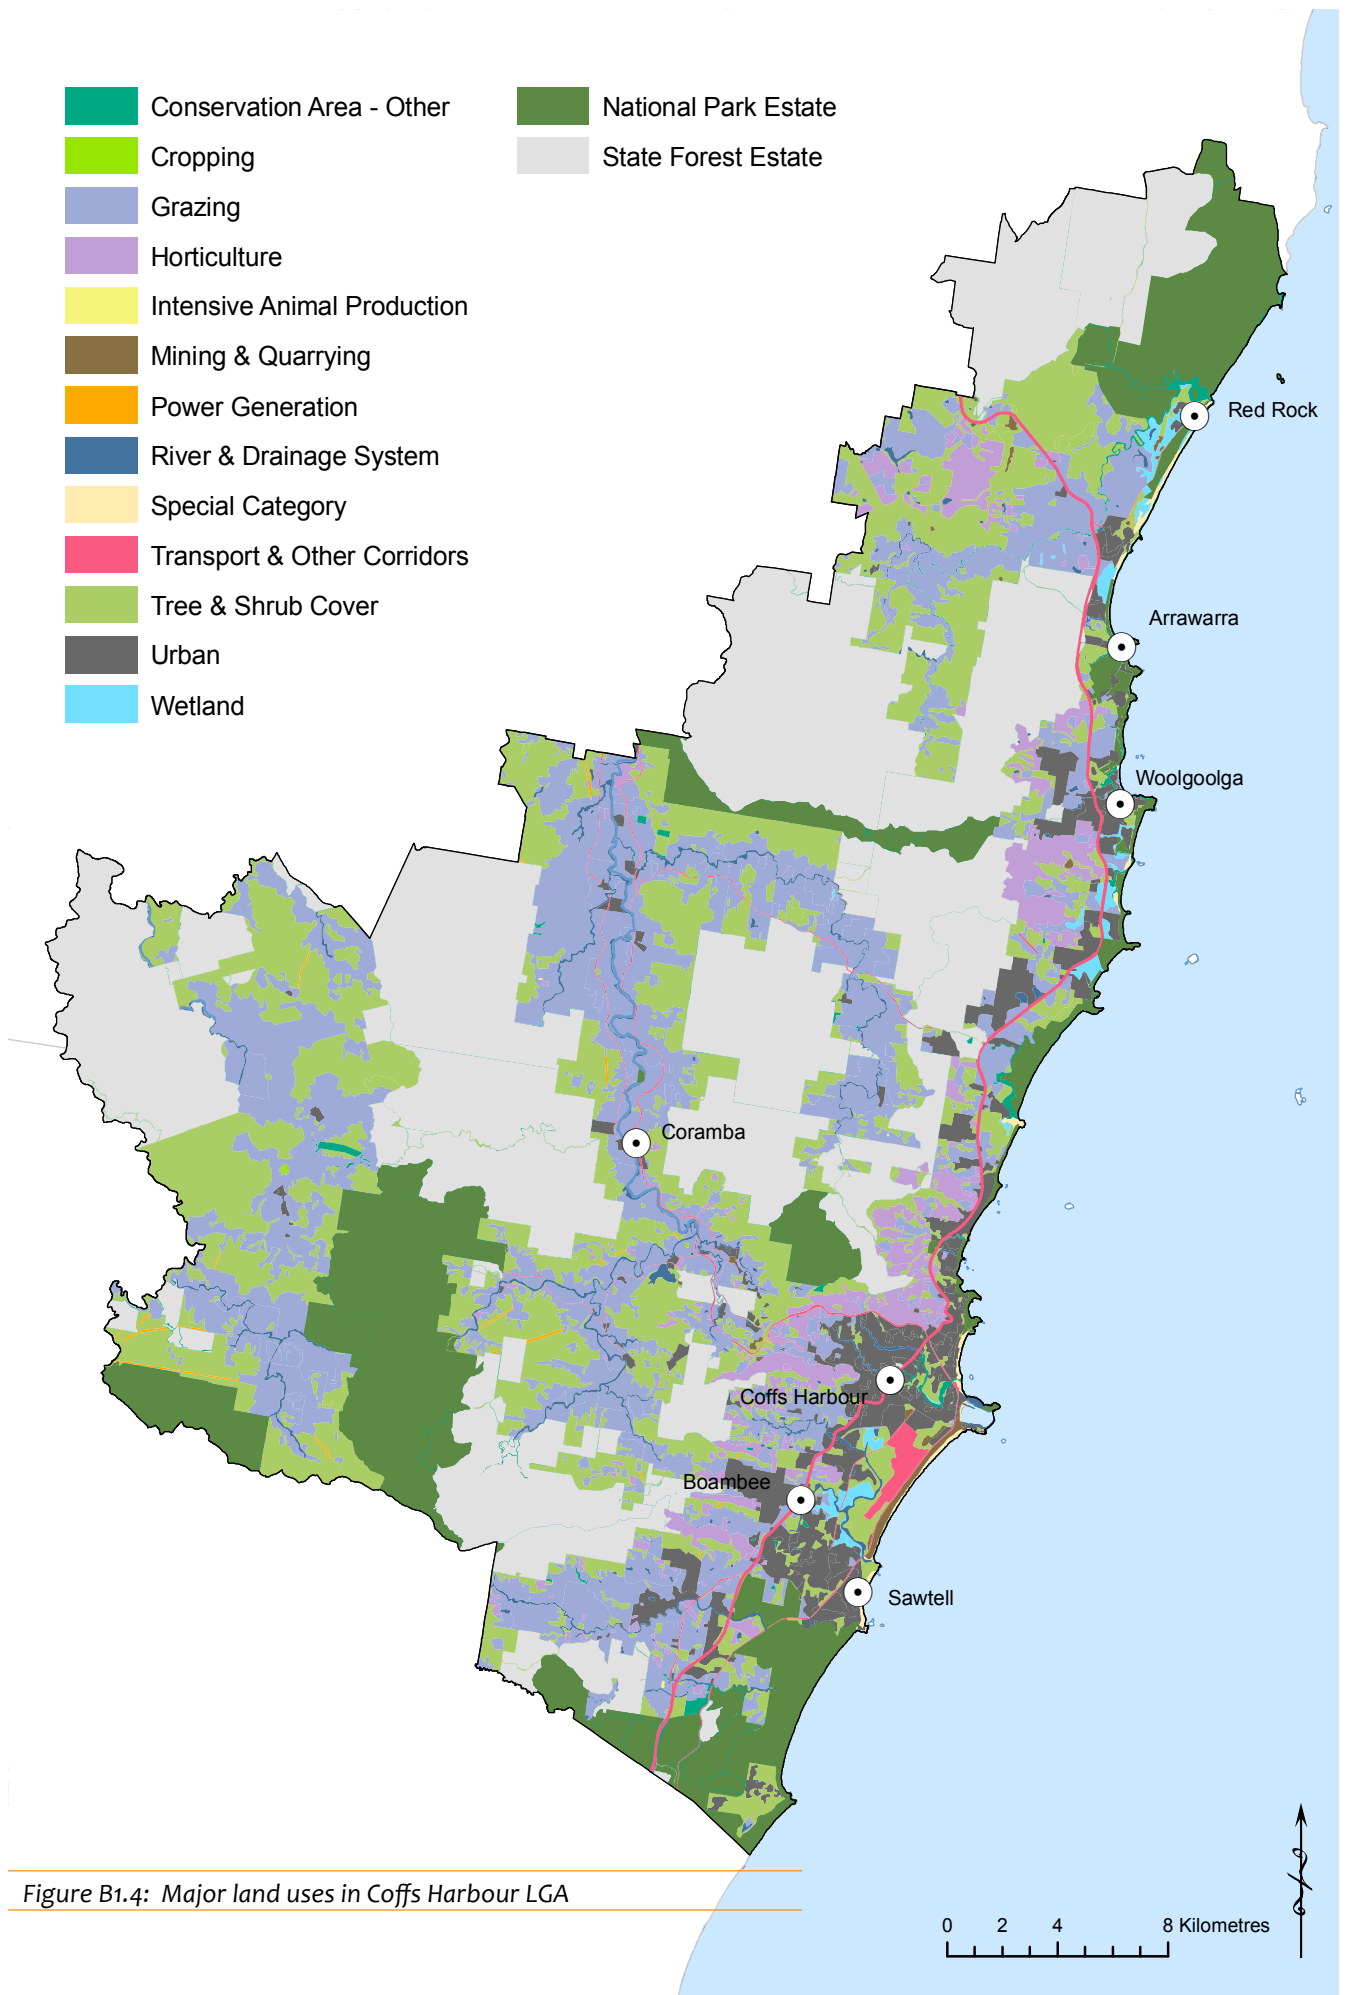 Conservation Area - Other
Cropping
Grazing
Horticulture
Intensive Animal Production
Mining & Quarrying
Power Generation
River & Drainage System
Special Category
Transport & Other Corridors
Tree & Shrub Cover
Urban
Wetland
National Park Estate
State Forest Estate
Red Rock
Arrawarra
Woolgoolga
Coramba
Coffs Harbour
Boambee
Sawtell
Figure B1.4: Major land uses in Coffs Harbour LGA
0 2 4 8 Kilometres